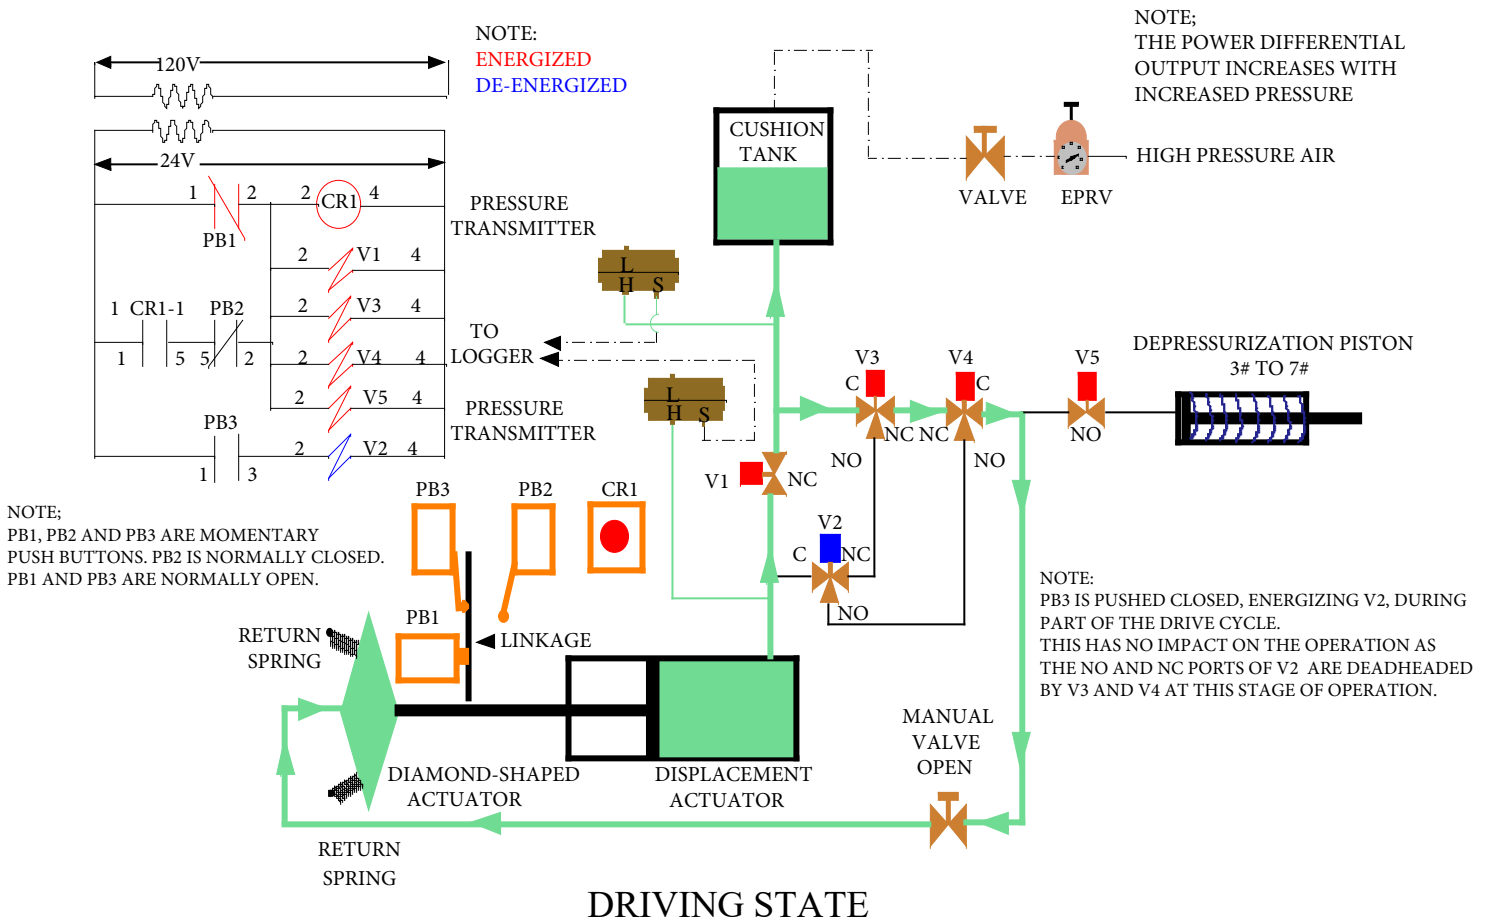 NOTE:
ENERGIZED
DE-ENERGIZED
NOTE;
THE POWER DIFFERENTIAL
OUTPUT INCREASES WITH
INCREASED PRESSURE
120V
24V
1 2 2 CR1 4
PB1
2 V1 4
1 CR1-1 PB2
2 V3 4
1 5 5 2 2 V4 4
2 V5 4
PB3
2 V2 4
1 3
PRESSURE
TRANSMITTER
L
H S
TO
LOGGER
PRESSURE
TRANSMITTER
L
H S
CUSHION
TANK
VALVE
EPRV
HIGH PRESSURE AIR
V3 V4 V5
C C
NC NC
NO NO NO
DEPRESSURIZATION PISTON
3# TO 7#
V1 NC
V2
C NC
NO
PB3 PB2 CR1
NOTE;
PB1, PB2 AND PB3 ARE MOMENTARY
PUSH BUTTONS. PB2 IS NORMALLY CLOSED.
PB1 AND PB3 ARE NORMALLY OPEN.
PB1
LINKAGE
RETURN
SPRING
NOTE:
PB3 IS PUSHED CLOSED, ENERGIZING V2, DURING
PART OF THE DRIVE CYCLE.
THIS HAS NO IMPACT ON THE OPERATION AS
THE NO AND NC PORTS OF V2 ARE DEADHEADED
BY V3 AND V4 AT THIS STAGE OF OPERATION.
MANUAL
VALVE
OPEN
DIAMOND-SHAPED
ACTUATOR
DISPLACEMENT
ACTUATOR
RETURN
SPRING
DRIVING STATE